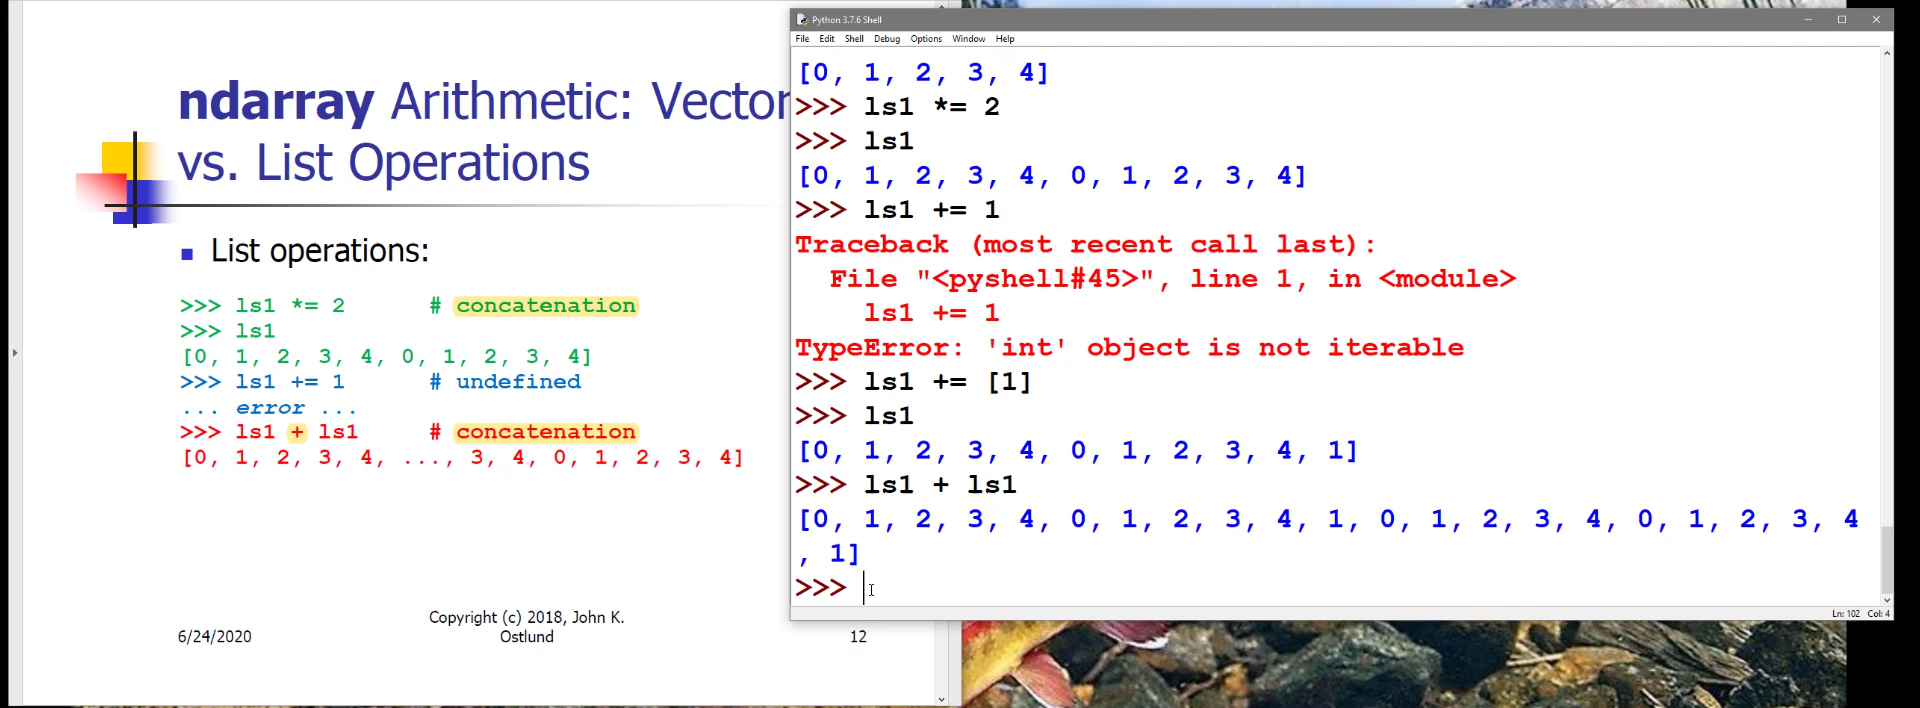 ndarray Arithmetic: Vector
vs. List Operations
List operations:
>>> ls1 *= 2 # concatenation
>>> ls1
[0, 1, 2, 3, 4, 0, 1, 2, 3, 4]
>>> ls1 += 1 # undefined
... error ...
>>> ls1 + ls1 # concatenation
[0, 1, 2, 3, 4, ..., 3, 4, 0, 1, 2, 3, 4]
6/24/2020
Copyright (c) 2018, John K.
Ostlund
12
Python 3.7.6 Shell
File Edit Shell Debug Options Window Help
[0, 1, 2, 3, 4]
>>> ls1 *= 2
>>> ls1
[0, 1, 2, 3, 4, 0, 1, 2, 3, 4]
>>> ls1 += 1
Traceback (most recent call last):
  File "<pyshell#45>", line 1, in <module>
    ls1 += 1
TypeError: 'int' object is not iterable
>>> ls1 += [1]
>>> ls1
[0, 1, 2, 3, 4, 0, 1, 2, 3, 4, 1]
>>> ls1 + ls1
[0, 1, 2, 3, 4, 0, 1, 2, 3, 4, 1, 0, 1, 2, 3, 4, 0, 1, 2, 3, 4
, 1]
>>>
Ln: 102 Col: 4